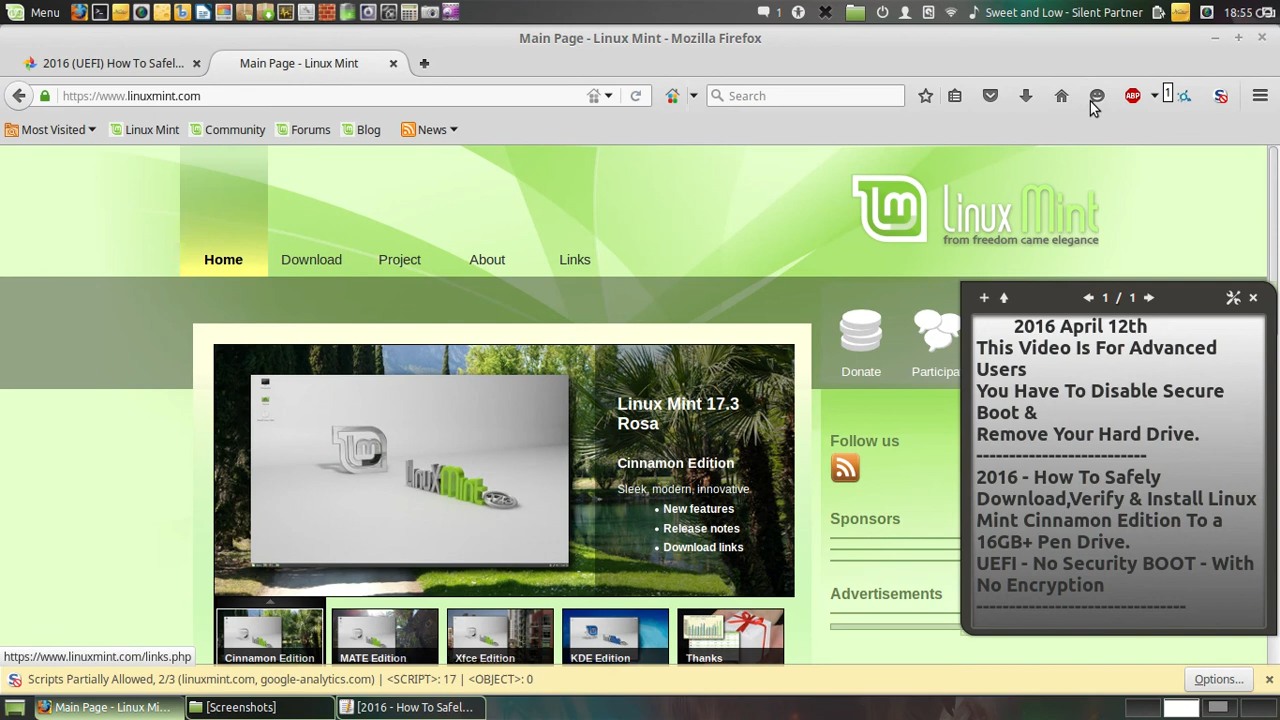 Menu
1
Sweet and Low - Silent Partner
18:55
Main Page - Linux Mint - Mozilla Firefox
2016 (UEFI) How To Safel...
Main Page - Linux Mint
https://www.linuxmint.com
Search
ABP
1
Most Visited
Linux Mint
Community
Forums
Blog
News
Linux Mint
from freedom came elegance
Home
Download
Project
About
Links
Donate
Participa
Linux Mint 17.3
Rosa
Cinnamon Edition
Sleek, modern, innovative
New features
Release notes
Download links
LinuxMint
Cinnamon Edition
MATE Edition
Xfce Edition
KDE Edition
Thanks
Follow us
Sponsors
Advertisements
1 / 1
2016 April 12th
This Video Is For Advanced
Users
You Have To Disable Secure
Boot &
Remove Your Hard Drive.
--------------------------
2016 - How To Safely
Download,Verify & Install Linux
Mint Cinnamon Edition To a
16GB+ Pen Drive.
UEFI - No Security BOOT - With
No Encryption
--------------------------------
https://www.linuxmint.com/links.php
Scripts Partially Allowed, 2/3 (linuxmint.com, google-analytics.com) | <SCRIPT>: 17 | <OBJECT>: 0
Options...
Main Page - Linux Mi...
[Screenshots]
[2016 - How To Safel...